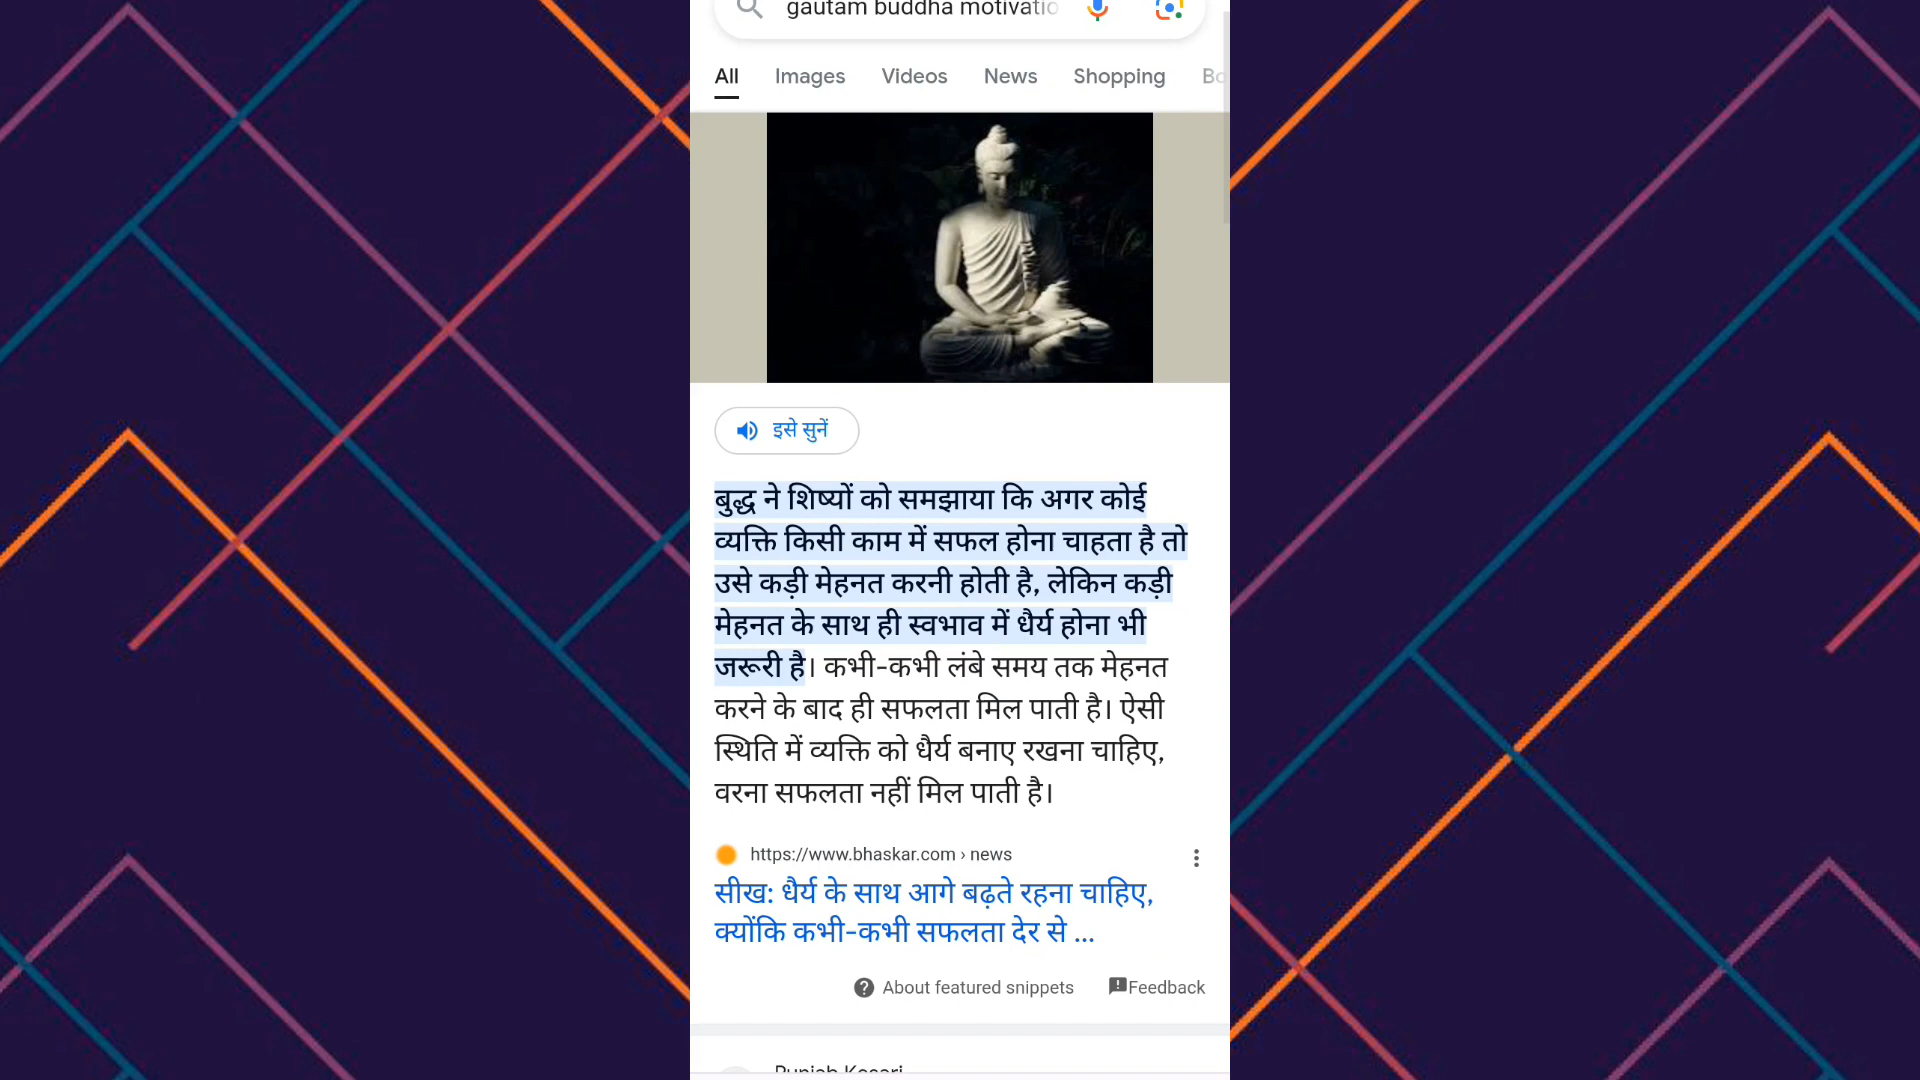 gautam buddha motivatio
All Images Videos News Shopping
इसे सुनें
बुद्ध ने शिष्यों को समझाया कि अगर कोई
व्यक्ति किसी काम में सफल होना चाहता है तो
उसे कड़ी मेहनत करनी होती है, लेकिन कड़ी
मेहनत के साथ ही स्वभाव में धैर्य होना भी
जरूरी है। कभी-कभी लंबे समय तक मेहनत
करने के बाद ही सफलता मिल पाती है। ऐसी
स्थिति में व्यक्ति को धैर्य बनाए रखना चाहिए,
वरना सफलता नहीं मिल पाती है।
https://www.bhaskar.com › news
सीख: धैर्य के साथ आगे बढ़ते रहना चाहिए,
क्योंकि कभी-कभी सफलता देर से ...
About featured snippets Feedback
Punjab Kesari